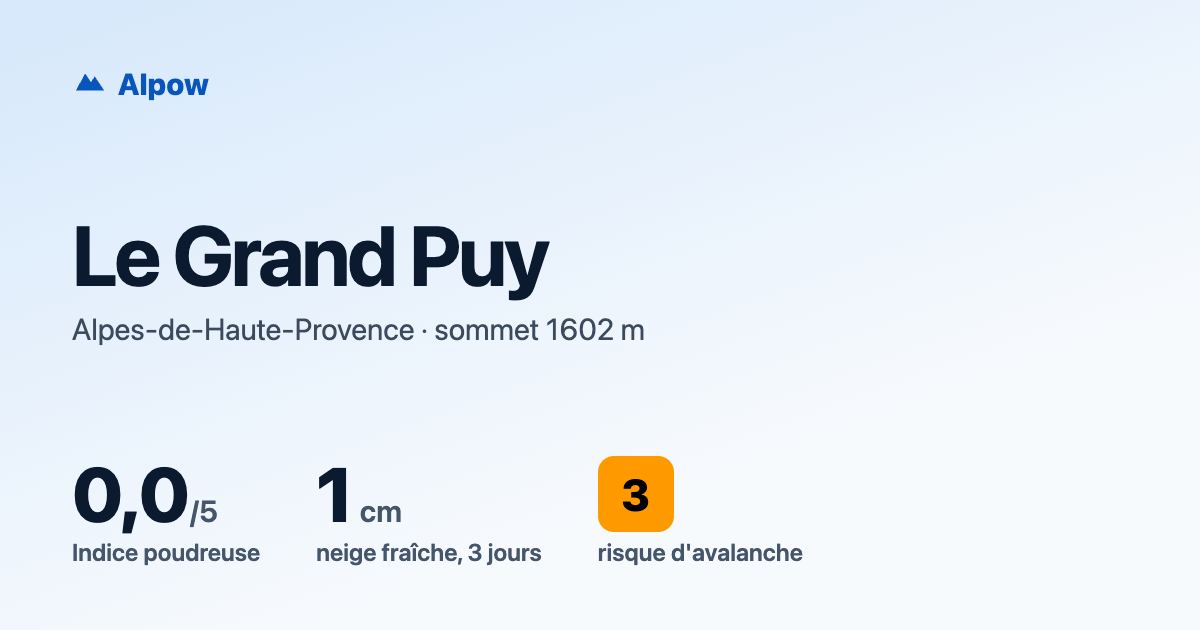 Alpow
Le Grand Puy
Alpes-de-Haute-Provence · sommet 1602 m
0,0/5
Indice poudreuse
1 cm
neige fraîche, 3 jours
3
risque d'avalanche